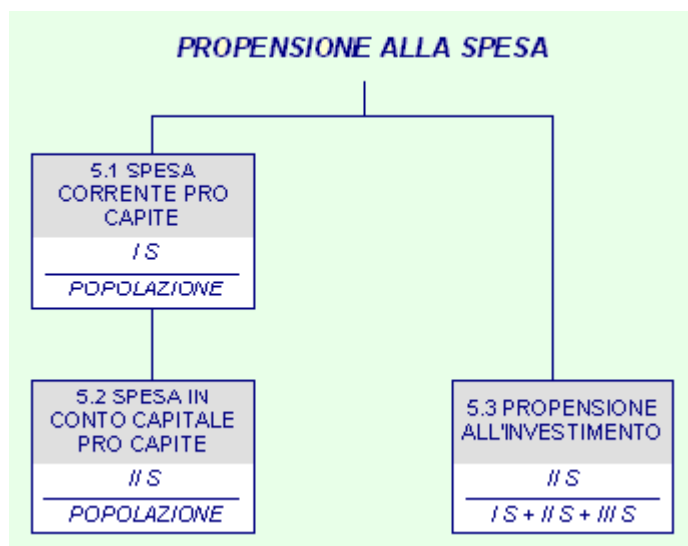 PROPENSIONE ALLA SPESA
5.1 SPESA
CORRENTE PRO
CAPITE
I S
POPOLAZIONE
5.2 SPESA IN
CONTO CAPITALE
PRO CAPITE
II S
POPOLAZIONE
5.3 PROPENSIONE
ALL'INVESTIMENTO
II S
I S + II S + III S